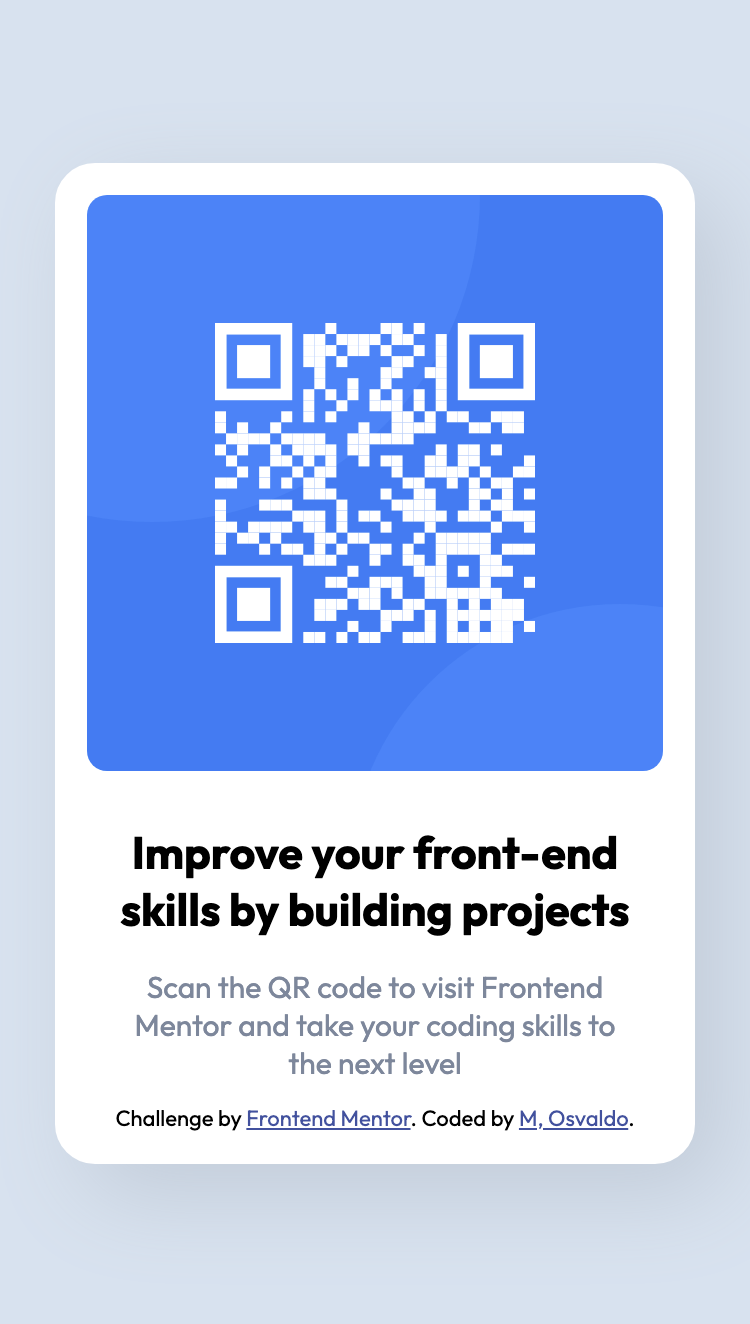 Improve your front-end
skills by building projects
Scan the QR code to visit Frontend
Mentor and take your coding skills to
the next level
Challenge by Frontend Mentor. Coded by M, Osvaldo.